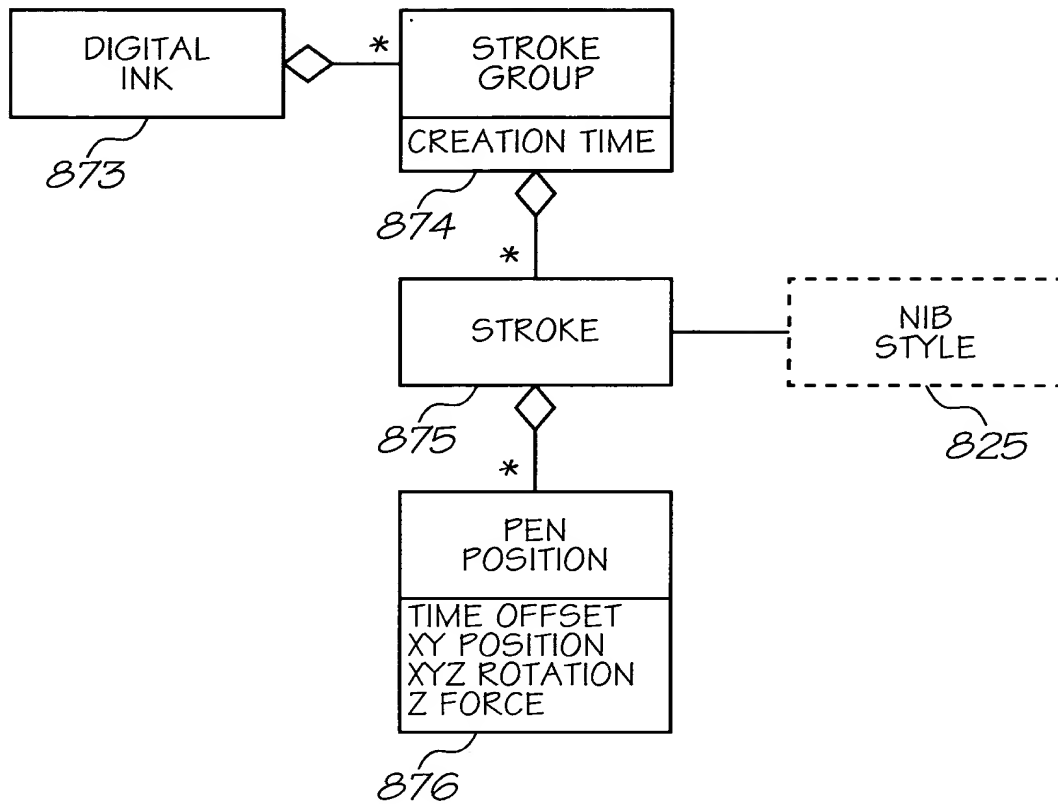 DIGITAL
INK
873
*
STROKE
GROUP
CREATION TIME
874
*
STROKE
875
NIB
STYLE
825
*
PEN
POSITION
TIME OFFSET
XY POSITION
XYZ ROTATION
Z FORCE
876